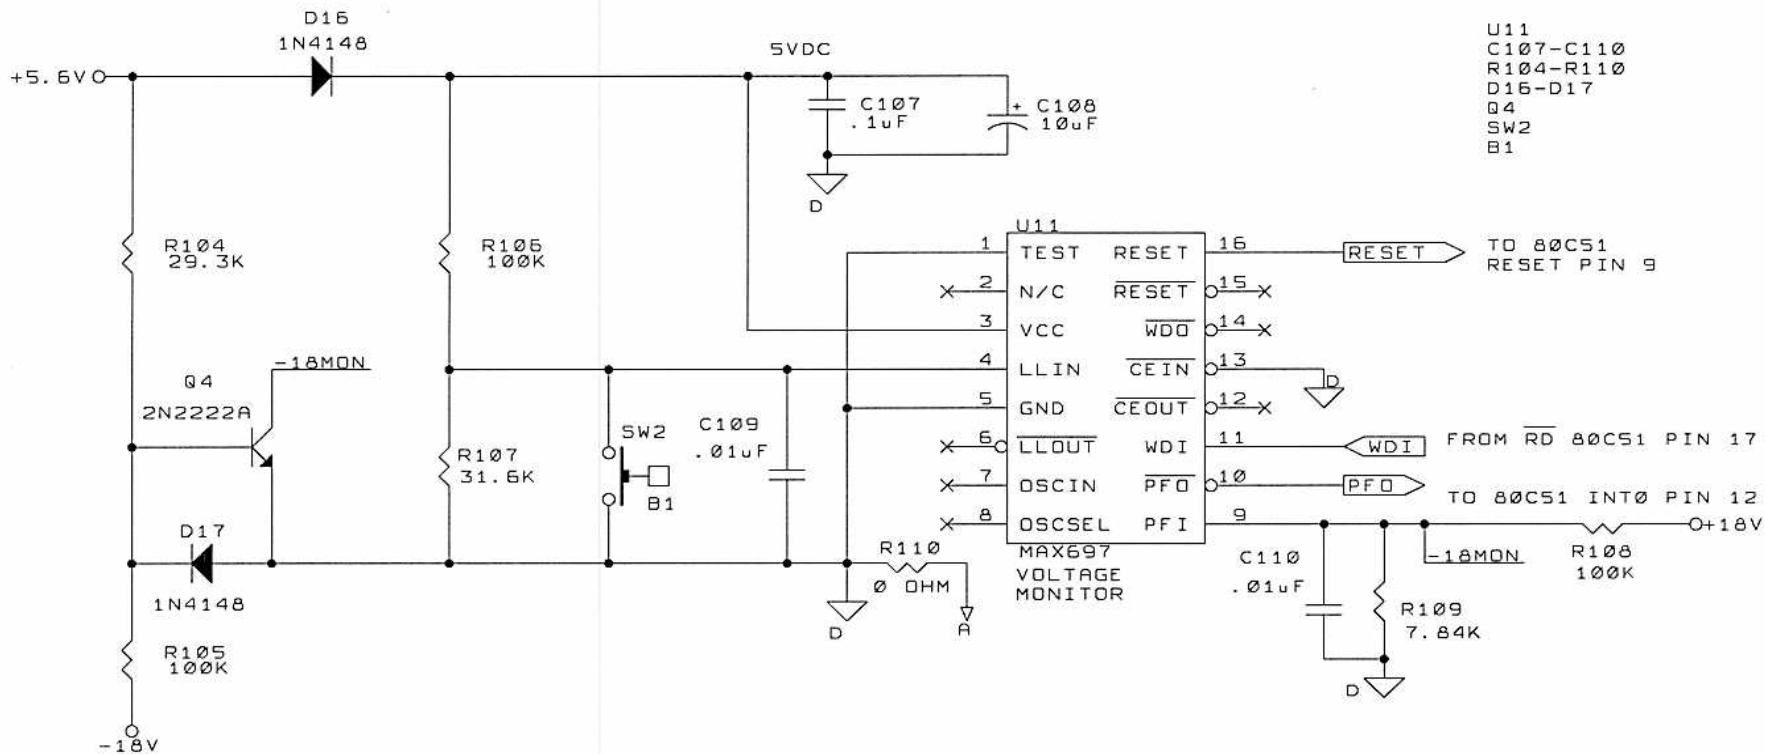 D16
1N4148
+5.6V
5VDC
C107
.1uF
+
C108
10uF
D
U11
C107-C110
R104-R110
D16-D17
Q4
SW2
B1
R104
29.3K
R106
100K
U11
1 TEST RESET 16
2 N/C RESET 15
3 VCC WDO 14
4 LLIN CEIN 13
5 GND CEOUT 12
6 LLOUT WDI 11
7 OSCIN PFO 10
8 OSCSEL PFI 9
MAX697
VOLTAGE
MONITOR
RESET
TO 80C51
RESET PIN 9
D
WDI
FROM RD 80C51 PIN 17
PFO
TO 80C51 INT0 PIN 12
+18V
-18MON
Q4
2N2222A
C109
.01uF
SW2
B1
R107
31.6K
D17
1N4148
R110
0 OHM
A
D
R105
100K
-18V
C110
.01uF
-18MON
R108
100K
R109
7.84K
D